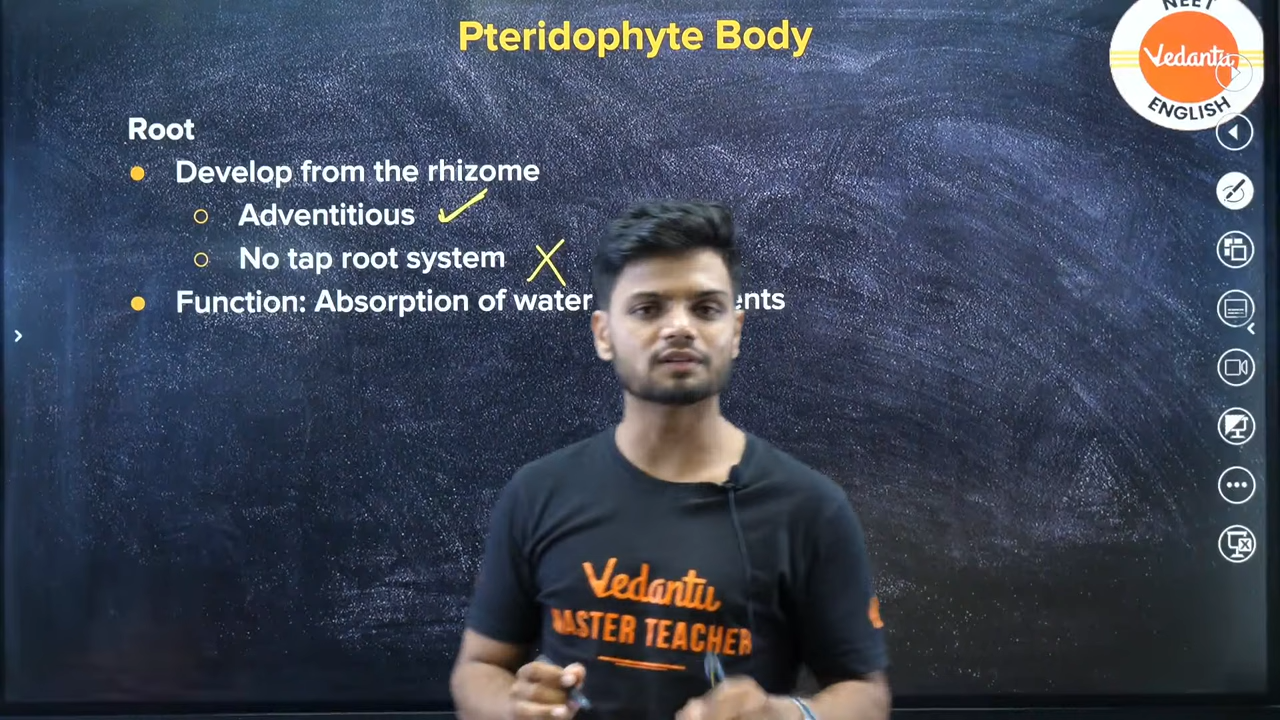 Pteridophyte Body
NEET
Vedantu
ENGLISH
Root
Develop from the rhizome
Adventitious
No tap root system
Function: Absorption of water
Vedantu
MASTER TEACHER